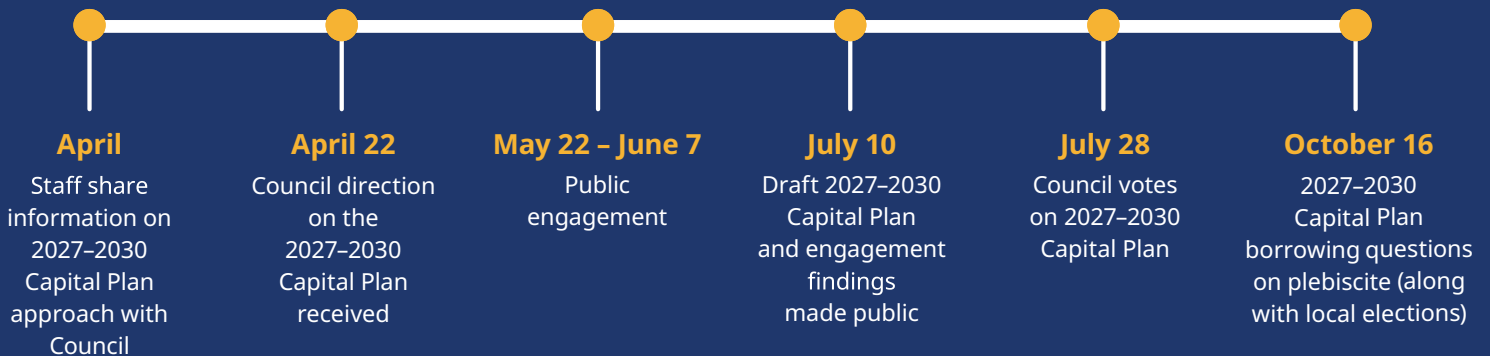 April
Staff share
information on
2027–2030
Capital Plan
approach with
Council
April 22
Council direction
on the
2027–2030
Capital Plan
received
May 22 – June 7
Public
engagement
July 10
Draft 2027–2030
Capital Plan
and engagement
findings
made public
July 28
Council votes
on 2027–2030
Capital Plan
October 16
2027–2030
Capital Plan
borrowing questions
on plebiscite (along
with local elections)